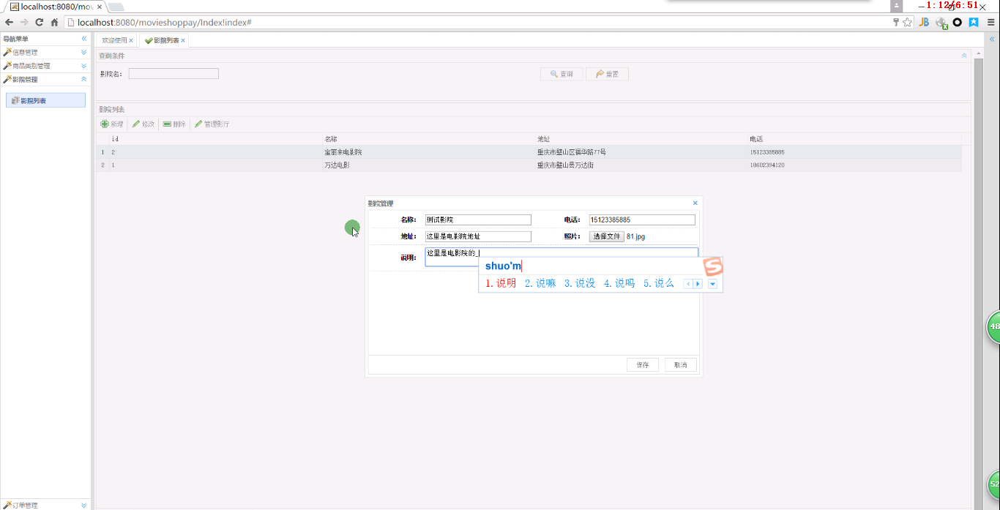 localhost:8080/mov
1:12/6:51
localhost:8080/movieshoppay/Index!index#
JB
导航菜单
信息管理
商品类别管理
影院管理
影院列表
订单管理
欢迎使用
影院列表
查询条件
影院名:
查询
重置
影院列表
新增
修改
删除
管理影厅
id 名称 地址 电话
1 2 宝丽来电影院 重庆市璧山区福华路77号 15123385885
2 1 万达电影 重庆市璧山县万达街 18602394120
影院管理
名称: 测试影院 电话: 15123385885
地址: 这里是电影院地址 照片: 选择文件 81.jpg
说明: 这里是电影院的_
shuo'm
1.说明 2.说嘛 3.说没 4.说吗 5.说么
S
保存 取消
48
52